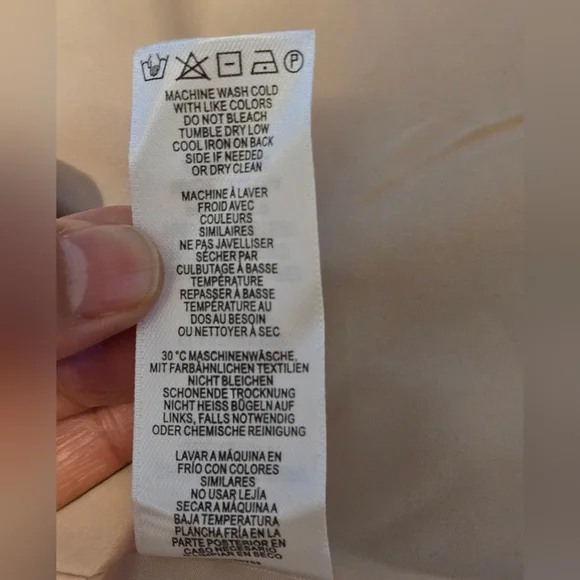 P
MACHINE WASH COLD
WITH LIKE COLORS
DO NOT BLEACH
TUMBLE DRY LOW
COOL IRON ON BACK
SIDE IF NEEDED
OR DRY CLEAN
MACHINE À LAVER
FROID AVEC
COULEURS
SIMILAIRES
NE PAS JAVELLISER
SÉCHER PAR
CULBUTAGE À BASSE
TEMPÉRATURE
REPASSER À BASSE
TEMPÉRATURE AU
DOS AU BESOIN
OU NETTOYER À SEC
30 °C MASCHINENWÄSCHE,
MIT FARBÄHNLICHEN TEXTILIEN
NICHT BLEICHEN
SCHONENDE TROCKNUNG
NICHT HEISS BÜGELN AUF
LINKS, FALLS NOTWENDIG
ODER CHEMISCHE REINIGUNG
LAVAR A MÁQUINA EN
FRÍO CON COLORES
SIMILARES
NO USAR LEJÍA
SECAR A MÁQUINA A
BAJA TEMPERATURA
PLANCHA FRÍA EN LA
PARTE POSTERIOR EN
CASO NECESARIO
EN SECO